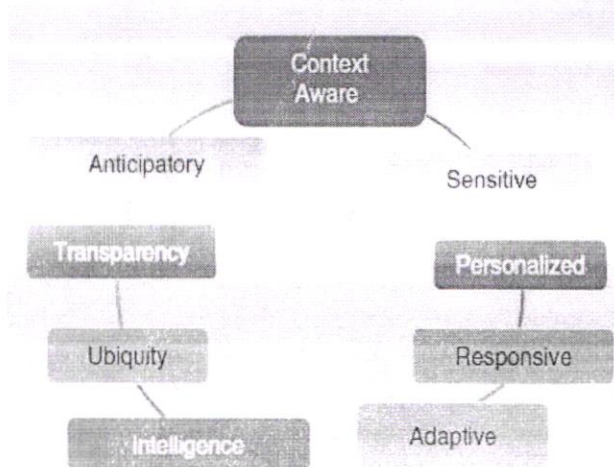 Context
Aware
Anticipatory
Sensitive
Transparency
Personalized
Ubiquity
Responsive
Intelligence
Adaptive